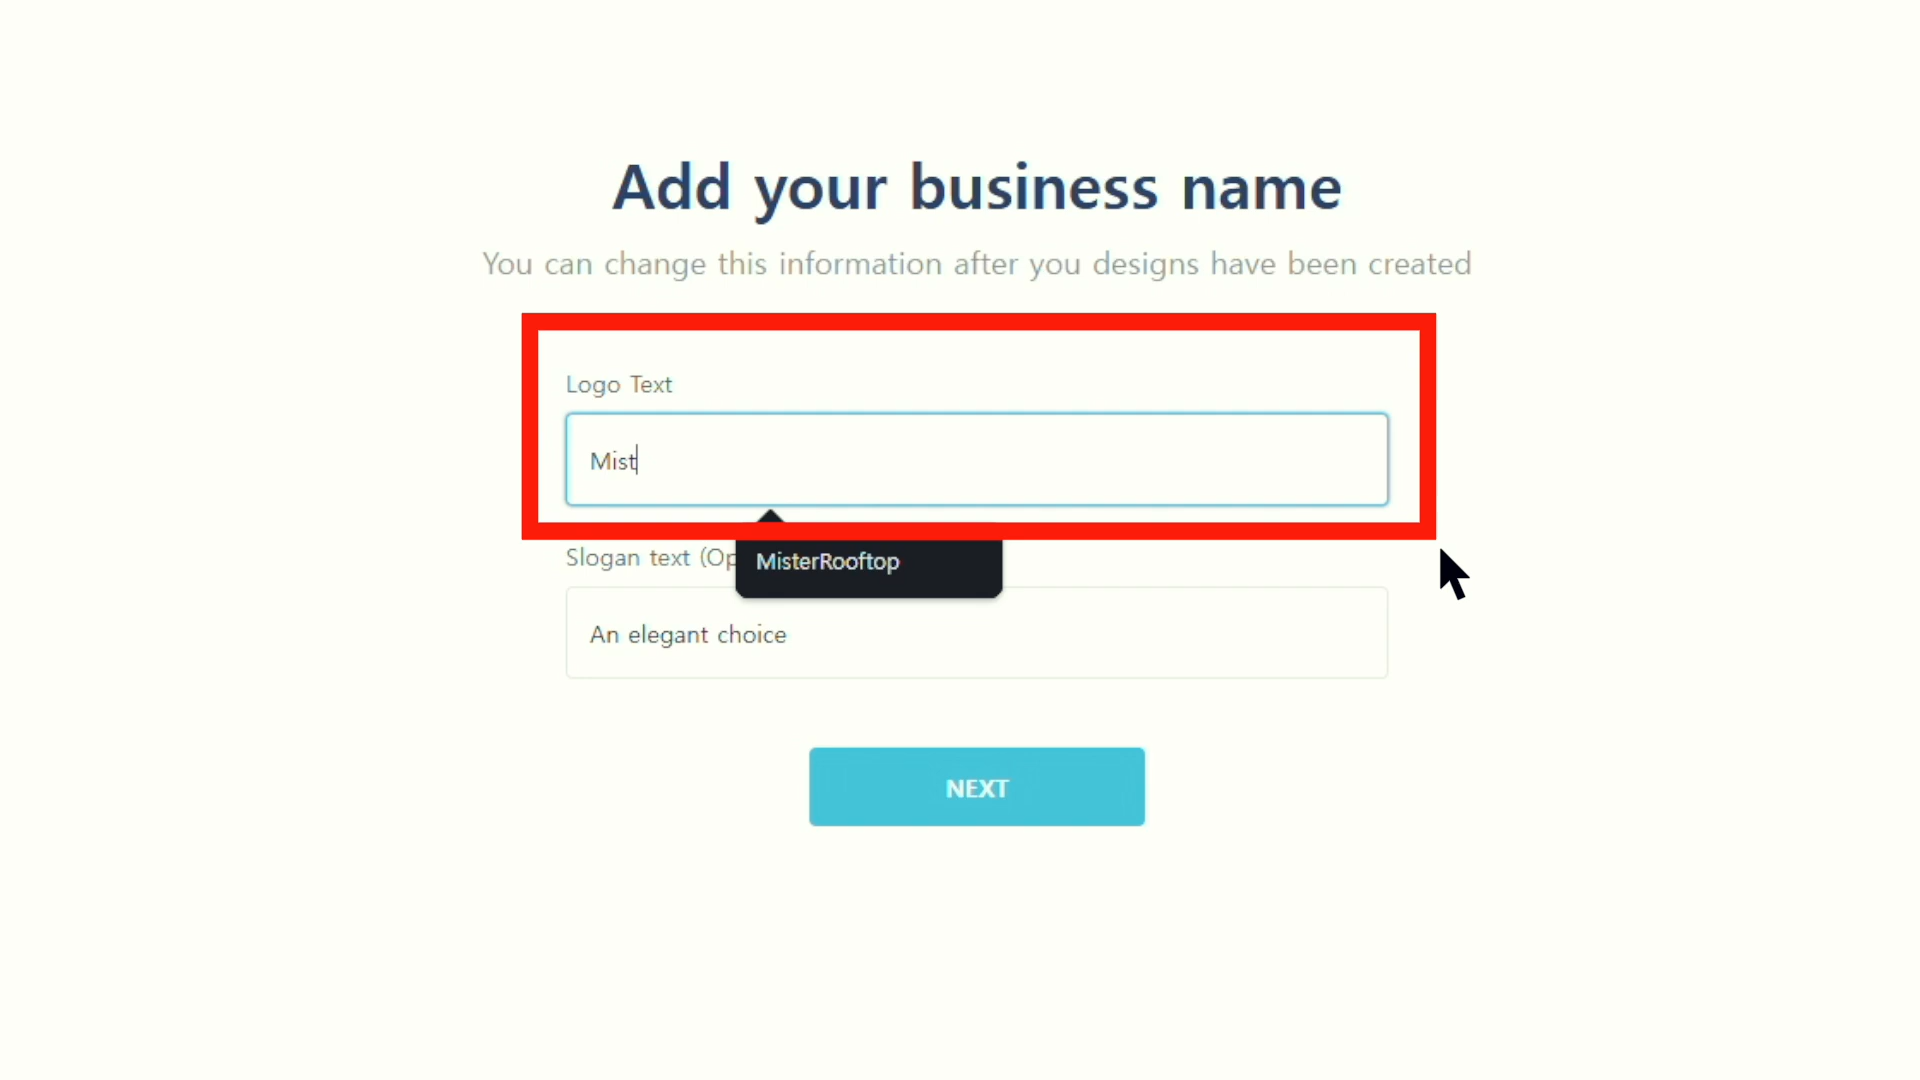 Add your business name
You can change this information after you designs have been created
Logo Text
Mist
MisterRooftop
Slogan text (Op
An elegant choice
NEXT